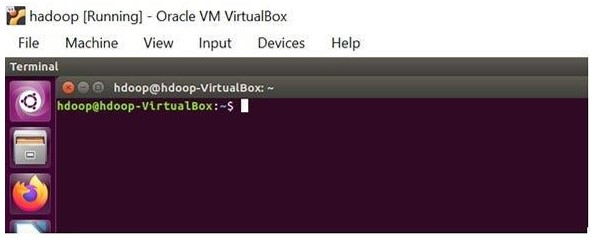 hadoop [Running] - Oracle VM VirtualBox
File Machine View Input Devices Help
Terminal
hdoop@hdoop-VirtualBox: ~
hdoop@hdoop-VirtualBox:~$